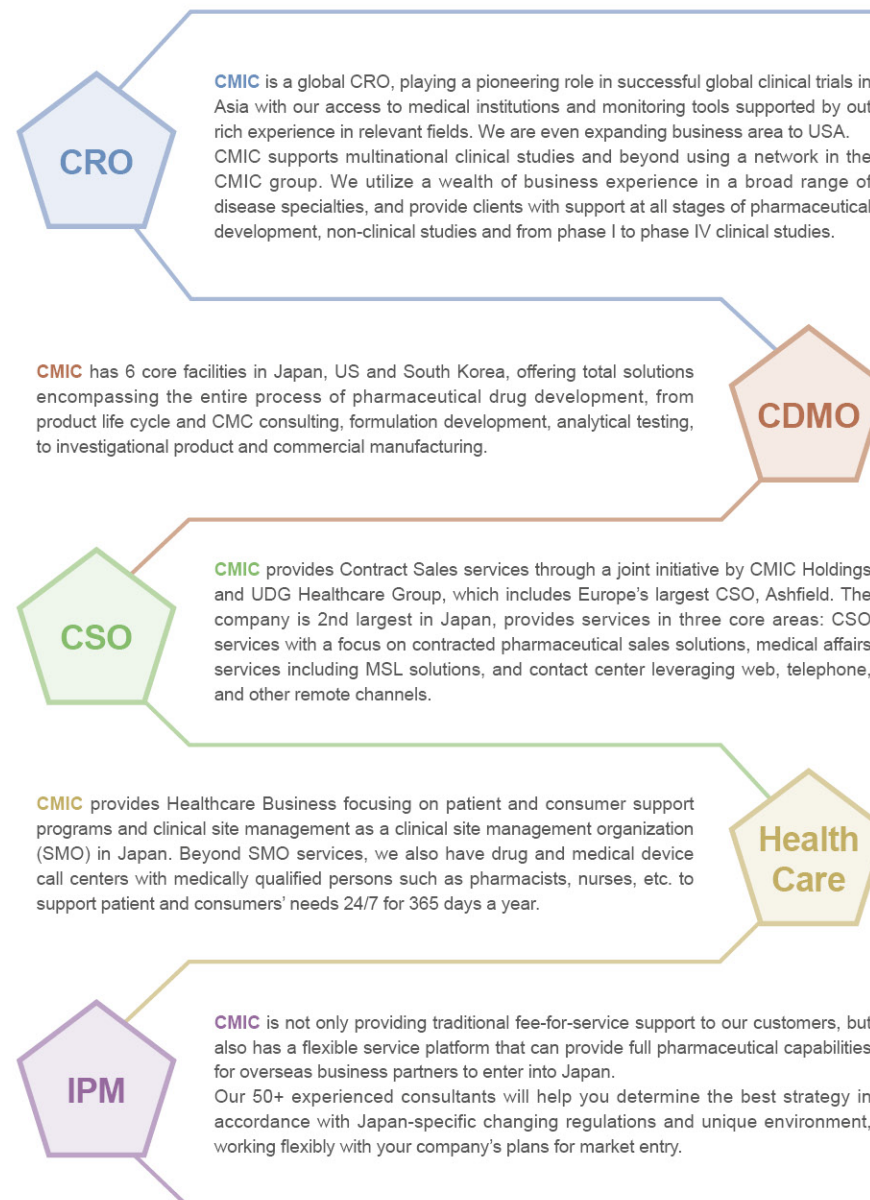 CRO
CMIC is a global CRO, playing a pioneering role in successful global clinical trials in
Asia with our access to medical institutions and monitoring tools supported by out
rich experience in relevant fields. We are even expanding business area to USA.
CMIC supports multinational clinical studies and beyond using a network in the
CMIC group. We utilize a wealth of business experience in a broad range of
disease specialties, and provide clients with support at all stages of pharmaceutical
development, non-clinical studies and from phase I to phase IV clinical studies.
CMIC has 6 core facilities in Japan, US and South Korea, offering total solutions
encompassing the entire process of pharmaceutical drug development, from
product life cycle and CMC consulting, formulation development, analytical testing,
to investigational product and commercial manufacturing.
CDMO
CSO
CMIC provides Contract Sales services through a joint initiative by CMIC Holdings
and UDG Healthcare Group, which includes Europe's largest CSO, Ashfield. The
company is 2nd largest in Japan, provides services in three core areas: CSO
services with a focus on contracted pharmaceutical sales solutions, medical affairs
services including MSL solutions, and contact center leveraging web, telephone,
and other remote channels.
CMIC provides Healthcare Business focusing on patient and consumer support
programs and clinical site management as a clinical site management organization
(SMO) in Japan. Beyond SMO services, we also have drug and medical device
call centers with medically qualified persons such as pharmacists, nurses, etc. to
support patient and consumers' needs 24/7 for 365 days a year.
Health
Care
IPM
CMIC is not only providing traditional fee-for-service support to our customers, but
also has a flexible service platform that can provide full pharmaceutical capabilities
for overseas business partners to enter into Japan.
Our 50+ experienced consultants will help you determine the best strategy in
accordance with Japan-specific changing regulations and unique environment,
working flexibly with your company's plans for market entry.